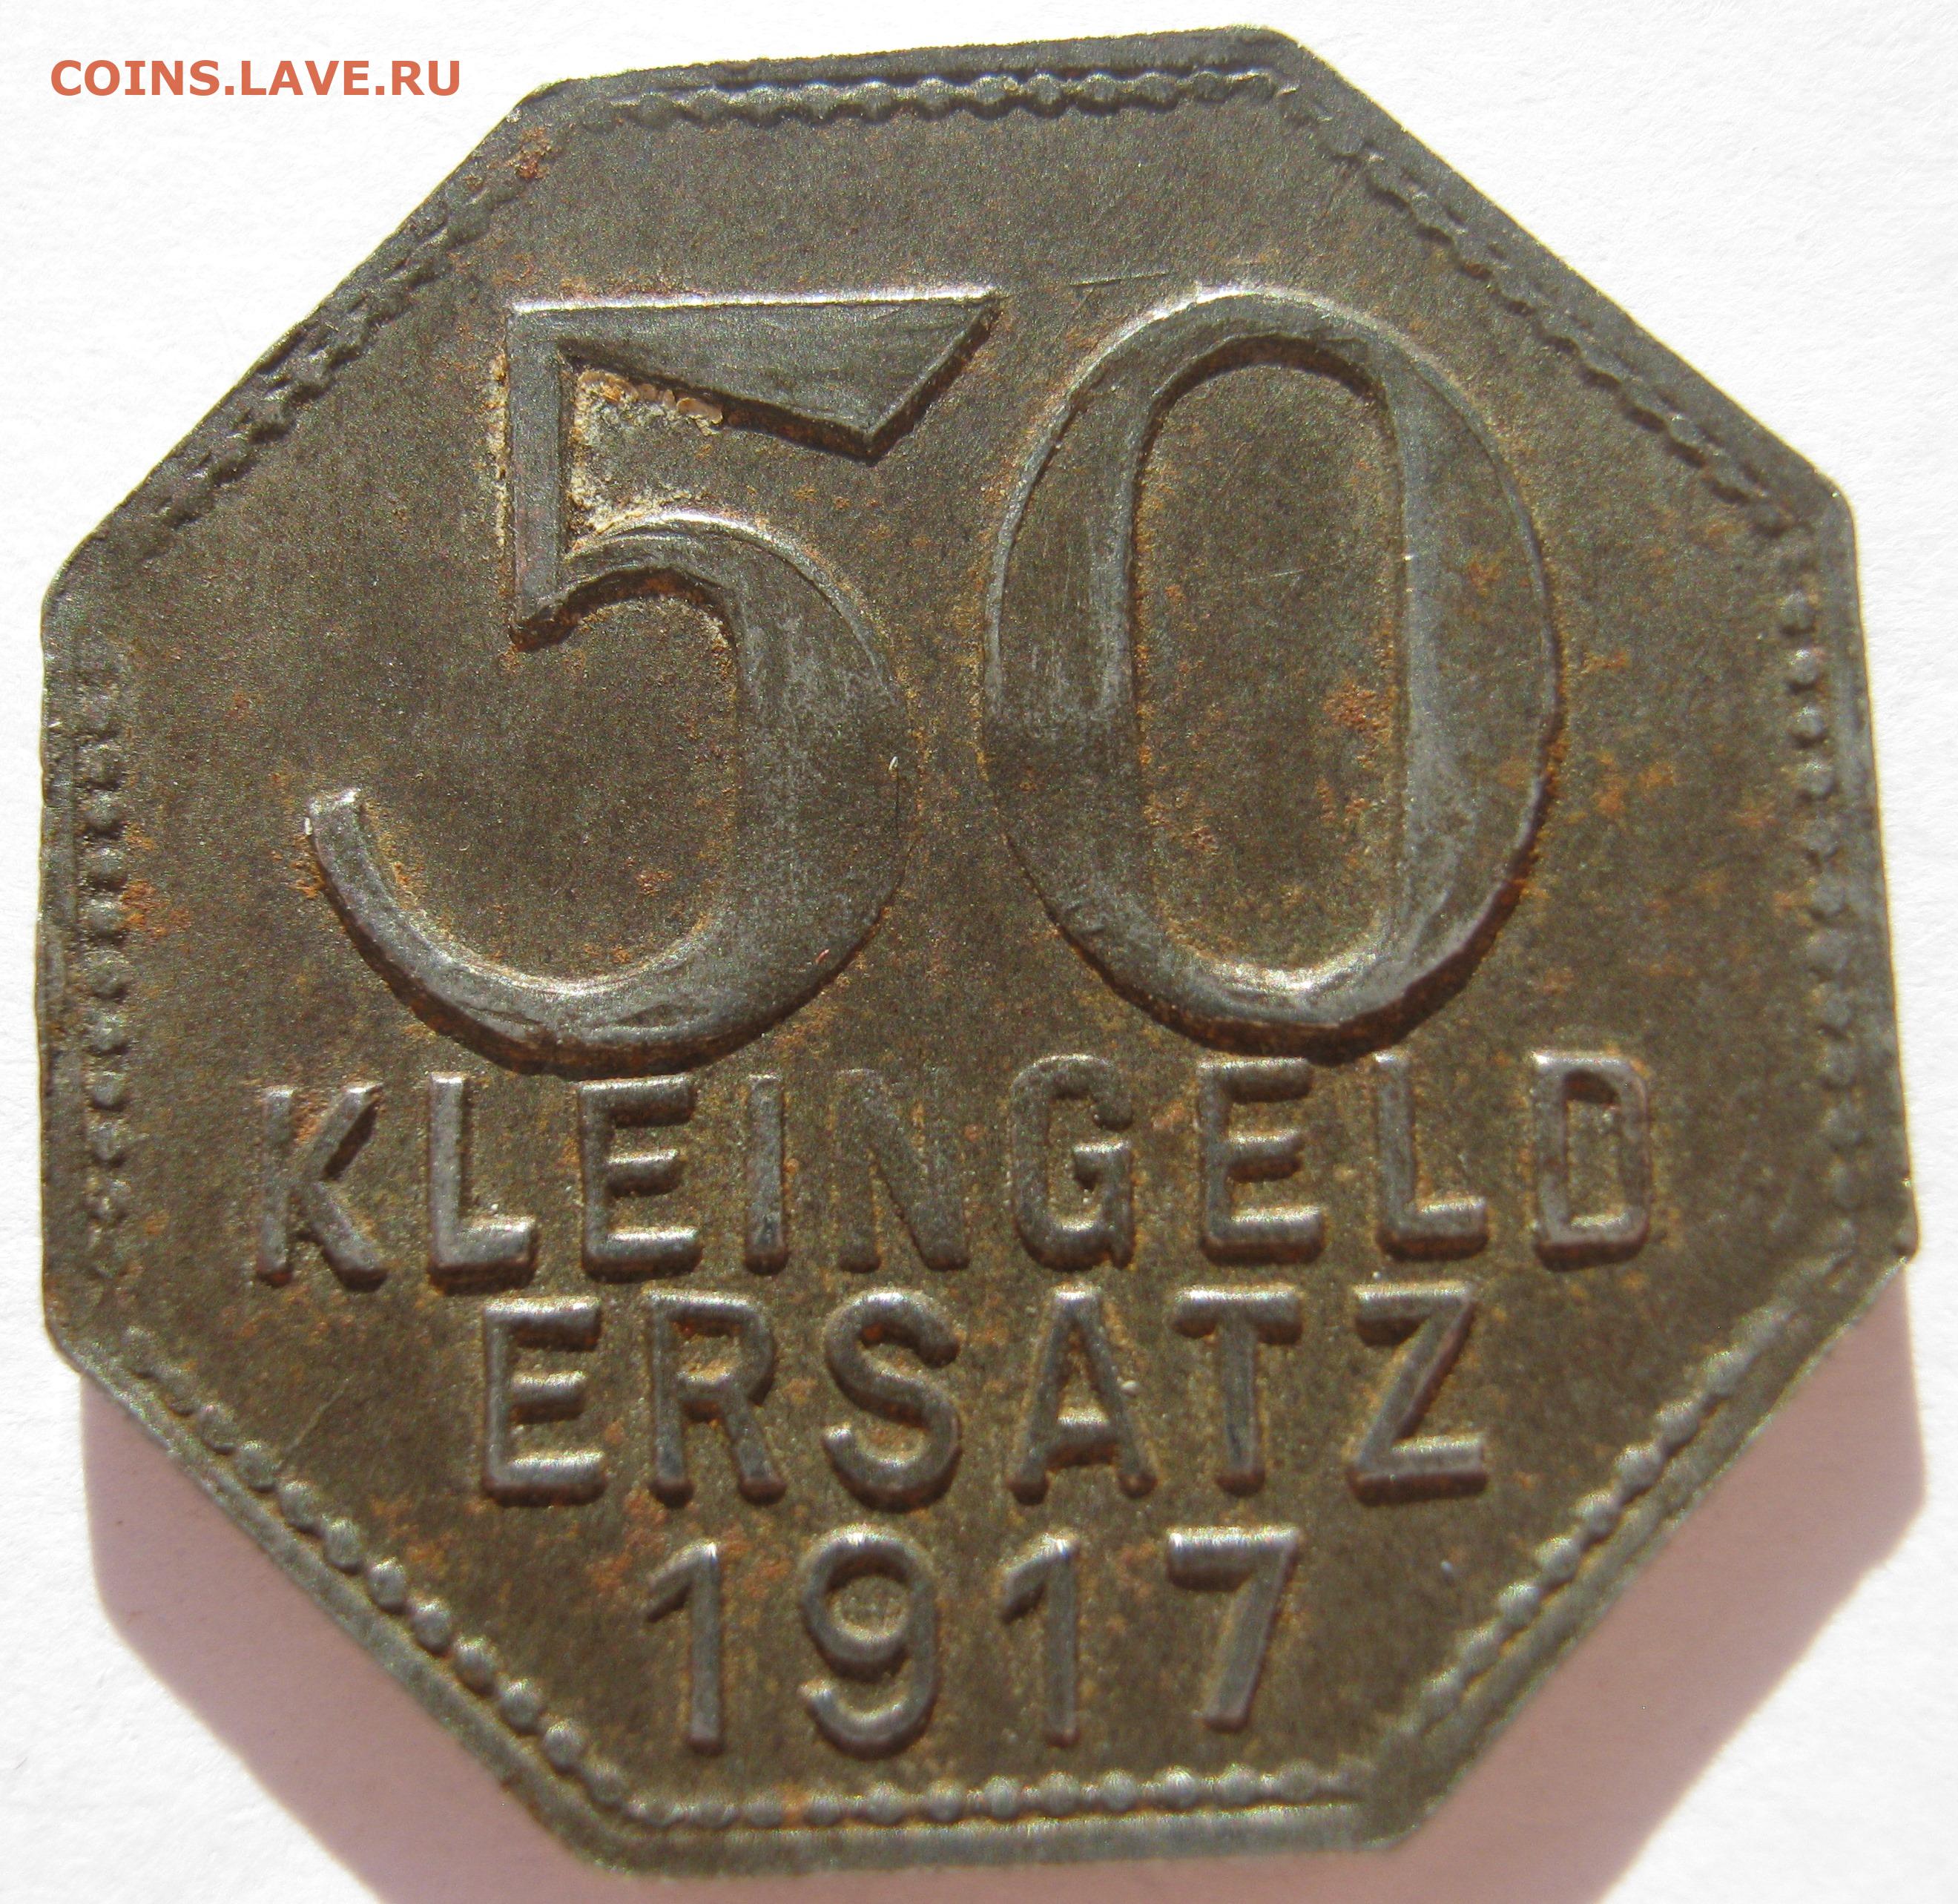 COINS.LAVE.RU
50
KLEINGELD
ERSATZ
1917